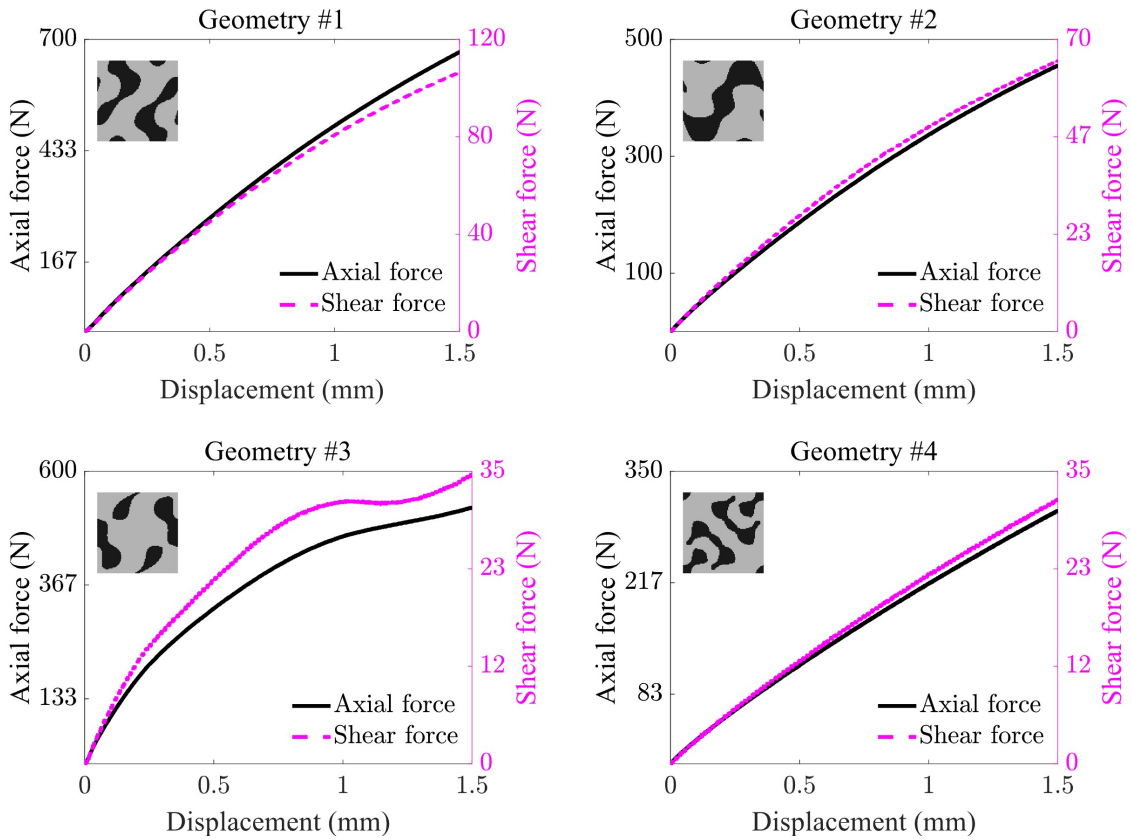 Geometry #1
700
433
167
Axial force (N)
120
80
40
0
Shear force (N)
Axial force
Shear force
0
0.5
1
1.5
Displacement (mm)
Geometry #2
500
300
100
Axial force (N)
70
47
23
0
Shear force (N)
Axial force
Shear force
0
0.5
1
1.5
Displacement (mm)
Geometry #3
600
367
133
Axial force (N)
35
23
12
0
Shear force (N)
Axial force
Shear force
0
0.5
1
1.5
Displacement (mm)
Geometry #4
350
217
83
Axial force (N)
35
23
12
0
Shear force (N)
Axial force
Shear force
0
0.5
1
1.5
Displacement (mm)